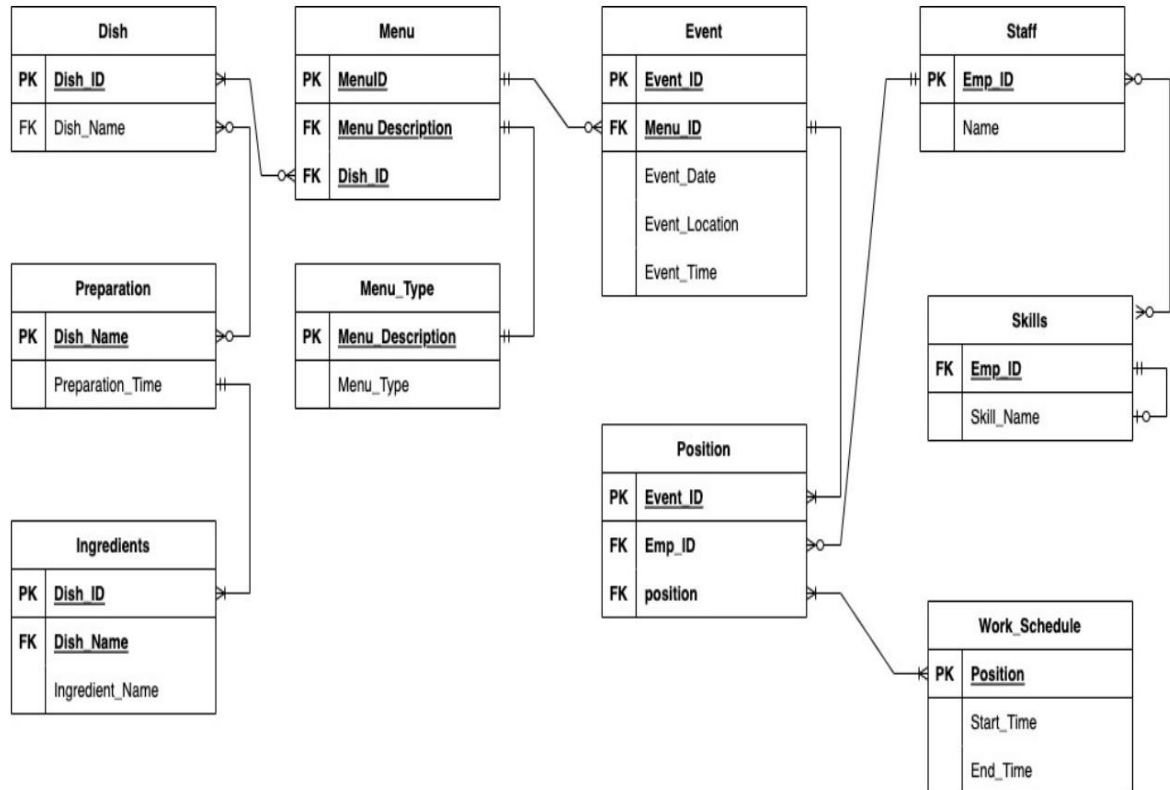 Dish
PK Dish_ID
FK Dish_Name
Menu
PK MenuID
FK Menu Description
FK Dish_ID
Event
PK Event_ID
FK Menu_ID
Event_Date
Event_Location
Event_Time
Staff
PK Emp_ID
Name
Preparation
PK Dish_Name
Preparation_Time
Menu_Type
PK Menu_Description
Menu_Type
Skills
FK Emp_ID
Skill_Name
Position
PK Event_ID
FK Emp_ID
FK position
Ingredients
PK Dish_ID
FK Dish_Name
Ingredient_Name
Work_Schedule
PK Position
Start_Time
End_Time